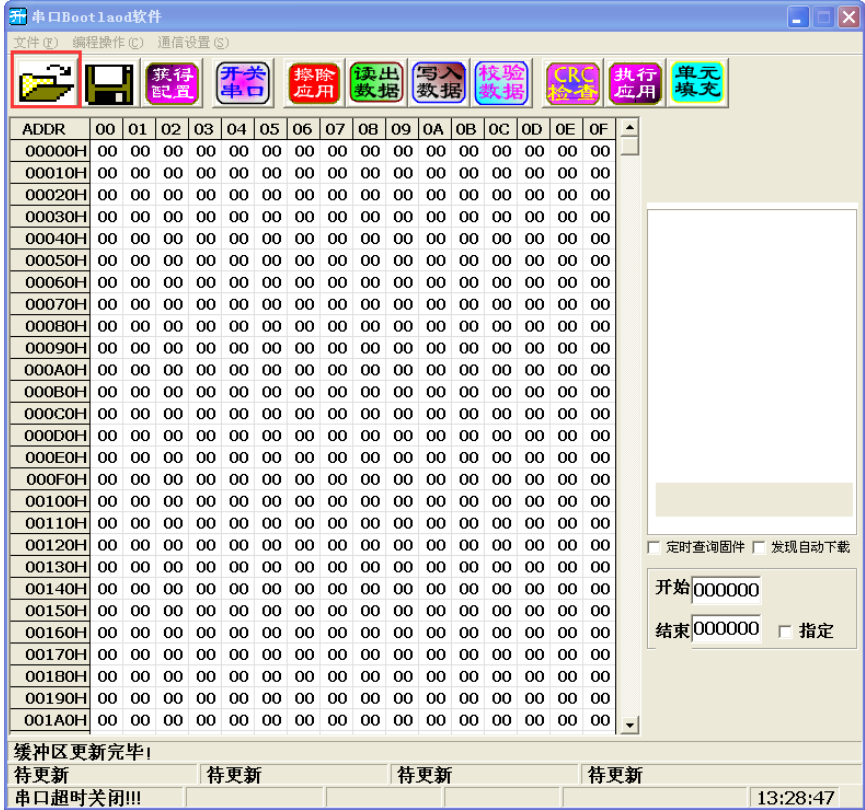 串口Bootlaod软件
文件(F) 编程操作(C) 通信设置(S)
获得配置 开关串口 擦除应用 读出数据 写入数据 校验数据 CRC检查 执行应用 单元填充
ADDR 00 01 02 03 04 05 06 07 08 09 0A 0B 0C 0D 0E 0F
00000H 00 00 00 00 00 00 00 00 00 00 00 00 00 00 00 00
00010H 00 00 00 00 00 00 00 00 00 00 00 00 00 00 00 00
00020H 00 00 00 00 00 00 00 00 00 00 00 00 00 00 00 00
00030H 00 00 00 00 00 00 00 00 00 00 00 00 00 00 00 00
00040H 00 00 00 00 00 00 00 00 00 00 00 00 00 00 00 00
00050H 00 00 00 00 00 00 00 00 00 00 00 00 00 00 00 00
00060H 00 00 00 00 00 00 00 00 00 00 00 00 00 00 00 00
00070H 00 00 00 00 00 00 00 00 00 00 00 00 00 00 00 00
00080H 00 00 00 00 00 00 00 00 00 00 00 00 00 00 00 00
00090H 00 00 00 00 00 00 00 00 00 00 00 00 00 00 00 00
000A0H 00 00 00 00 00 00 00 00 00 00 00 00 00 00 00 00
000B0H 00 00 00 00 00 00 00 00 00 00 00 00 00 00 00 00
000C0H 00 00 00 00 00 00 00 00 00 00 00 00 00 00 00 00
000D0H 00 00 00 00 00 00 00 00 00 00 00 00 00 00 00 00
000E0H 00 00 00 00 00 00 00 00 00 00 00 00 00 00 00 00
000F0H 00 00 00 00 00 00 00 00 00 00 00 00 00 00 00 00
00100H 00 00 00 00 00 00 00 00 00 00 00 00 00 00 00 00
00110H 00 00 00 00 00 00 00 00 00 00 00 00 00 00 00 00
00120H 00 00 00 00 00 00 00 00 00 00 00 00 00 00 00 00
00130H 00 00 00 00 00 00 00 00 00 00 00 00 00 00 00 00
00140H 00 00 00 00 00 00 00 00 00 00 00 00 00 00 00 00
00150H 00 00 00 00 00 00 00 00 00 00 00 00 00 00 00 00
00160H 00 00 00 00 00 00 00 00 00 00 00 00 00 00 00 00
00170H 00 00 00 00 00 00 00 00 00 00 00 00 00 00 00 00
00180H 00 00 00 00 00 00 00 00 00 00 00 00 00 00 00 00
00190H 00 00 00 00 00 00 00 00 00 00 00 00 00 00 00 00
001A0H 00 00 00 00 00 00 00 00 00 00 00 00 00 00 00 00
定时查询固件 发现自动下载
开始 000000
结束 000000 指定
缓冲区更新完毕!
待更新 待更新 待更新 待更新
串口超时关闭!!! 13:28:47